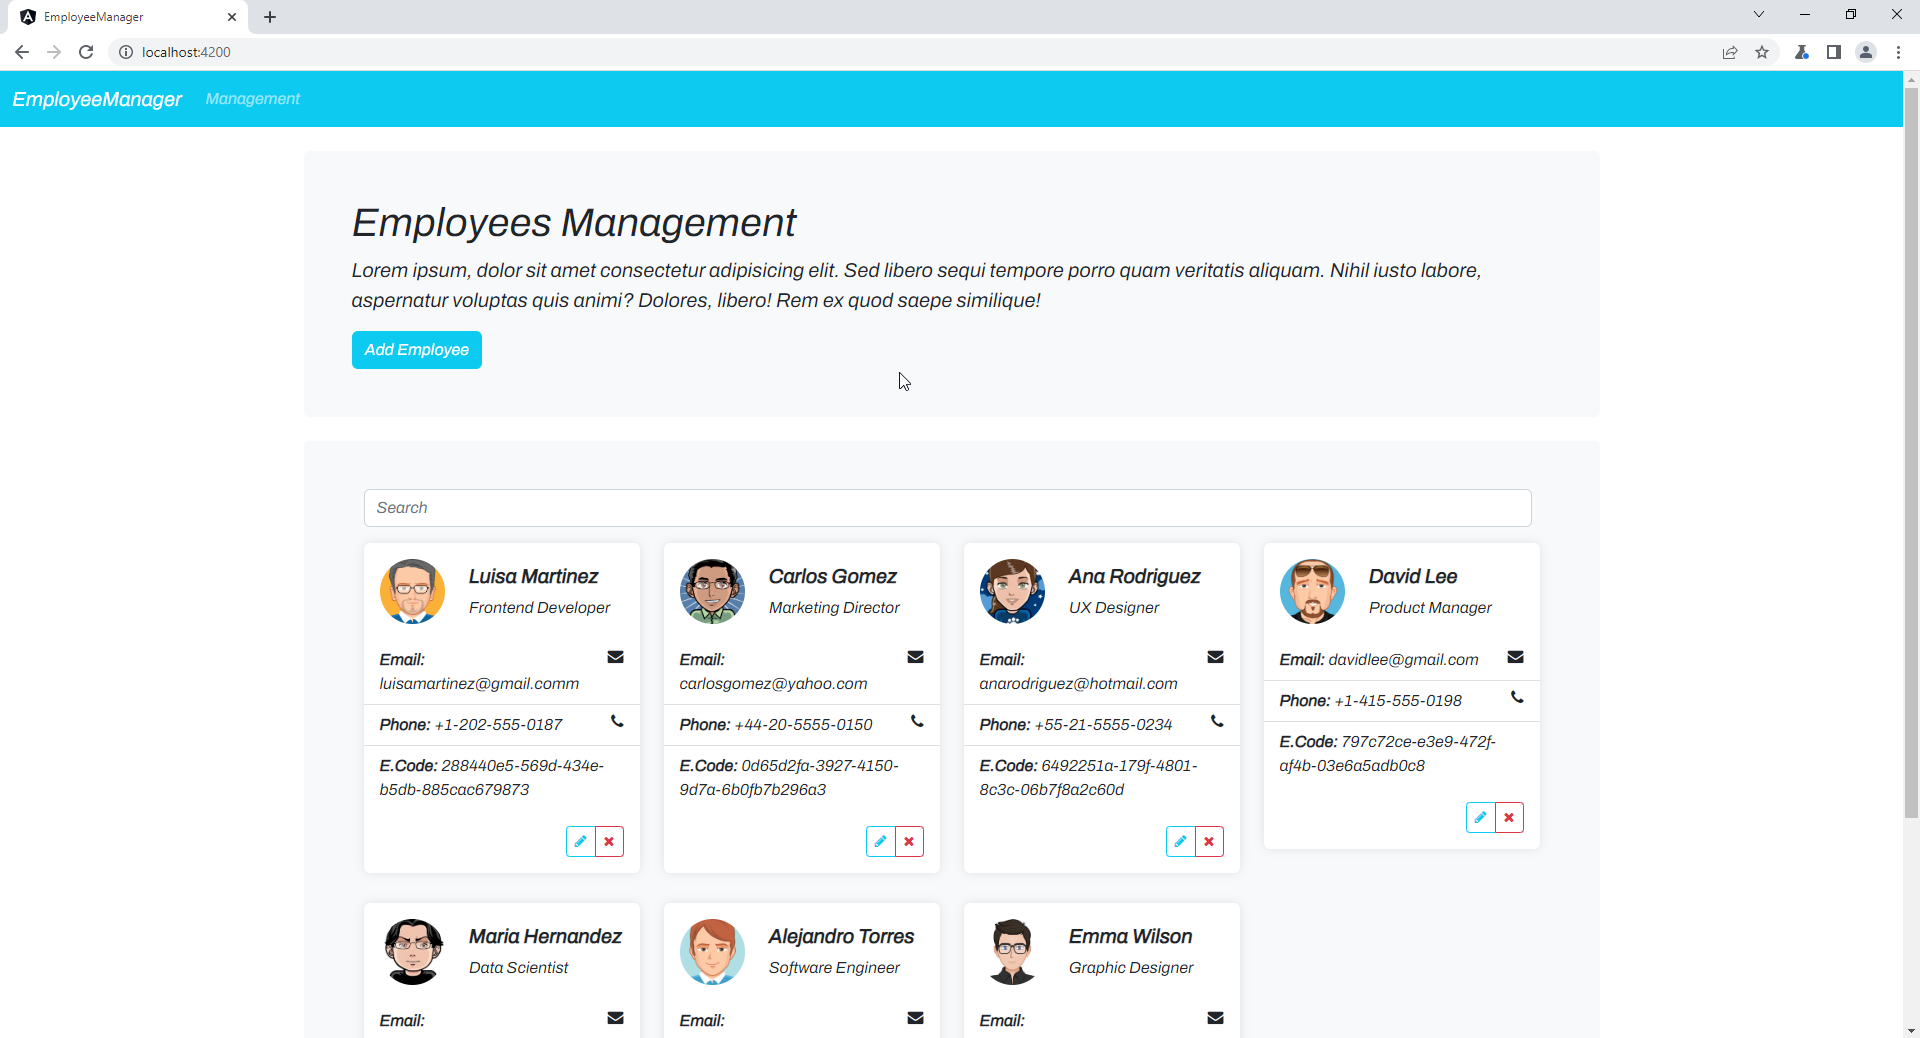 EmployeeManager
localhost:4200
EmployeeManager Management
Employees Management
Lorem ipsum, dolor sit amet consectetur adipisicing elit. Sed libero sequi tempore porro quam veritatis aliquam. Nihil iusto labore,
aspernatur voluptas quis animi? Dolores, libero! Rem ex quod saepe similique!
Add Employee
Search
Luisa Martinez
Frontend Developer
Email:
luisamartinez@gmail.comm
Phone: +1-202-555-0187
E.Code: 288440e5-569d-434e-
b5db-885cac679873
Carlos Gomez
Marketing Director
Email:
carlosgomez@yahoo.com
Phone: +44-20-5555-0150
E.Code: 0d65d2fa-3927-4150-
9d7a-6b0fb7b296a3
Ana Rodriguez
UX Designer
Email:
anarodriguez@hotmail.com
Phone: +55-21-5555-0234
E.Code: 6492251a-179f-4801-
8c3c-06b7f8a2c60d
David Lee
Product Manager
Email: davidlee@gmail.com
Phone: +1-415-555-0198
E.Code: 797c72ce-e3e9-472f-
af4b-03e6a5adb0c8
Maria Hernandez
Data Scientist
Email:
Alejandro Torres
Software Engineer
Email:
Emma Wilson
Graphic Designer
Email: